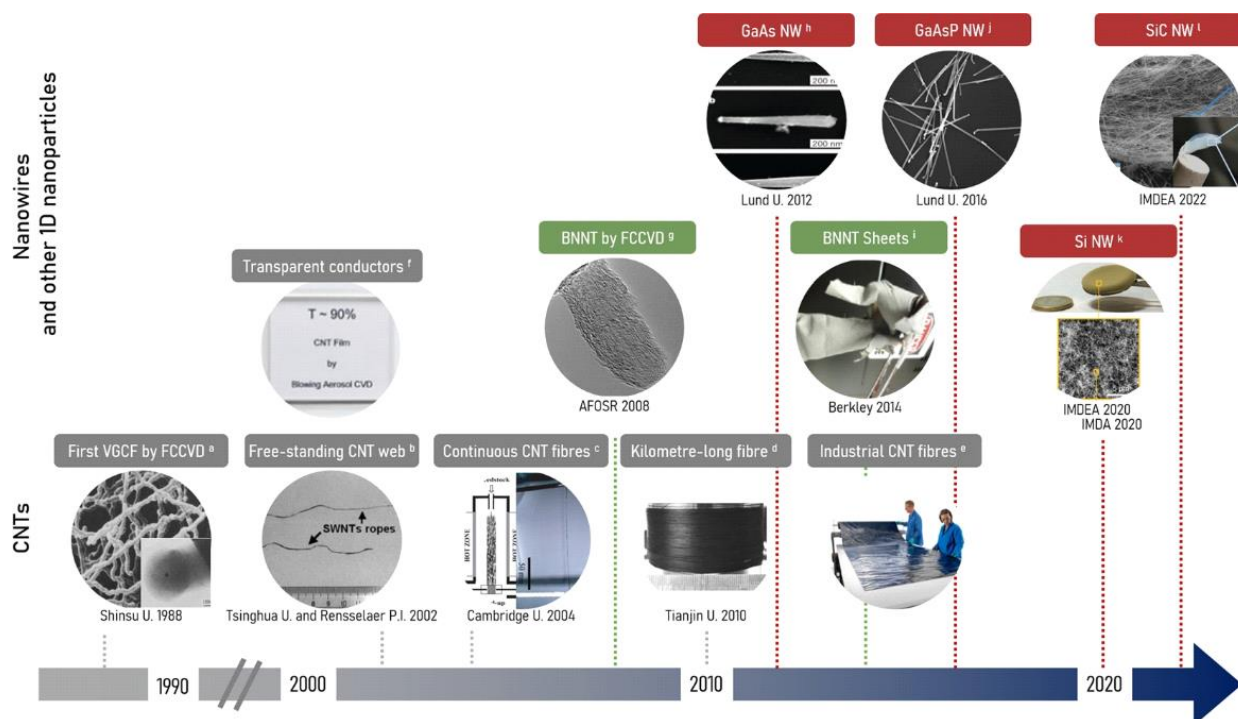 Nanowires
and other 1D nanoparticles
CNTs
GaAs NW h
200 n
200 nm
Lund U. 2012
GaAsP NW j
Lund U. 2016
SiC NW l
IMDEA 2022
Transparent conductors f
T ~ 90%
CNT Film
by
Blowing Aerosol CVD
BNNT by FCCVD g
AFOSR 2008
BNNT Sheets i
Berkley 2014
Si NW k
IMDEA 2020
IMDA 2020
First VGCF by FCCVD a
Shinsu U. 1988
Free-standing CNT web b
SWNTs ropes
Tsinghua U. and Rensselaer P.I. 2002
Continuous CNT fibres c
HOT ZONE
HOT ZONE
Cambridge U. 2004
Kilometre-long fibre d
Tianjin U. 2010
Industrial CNT fibres e
1990
2000
2010
2020